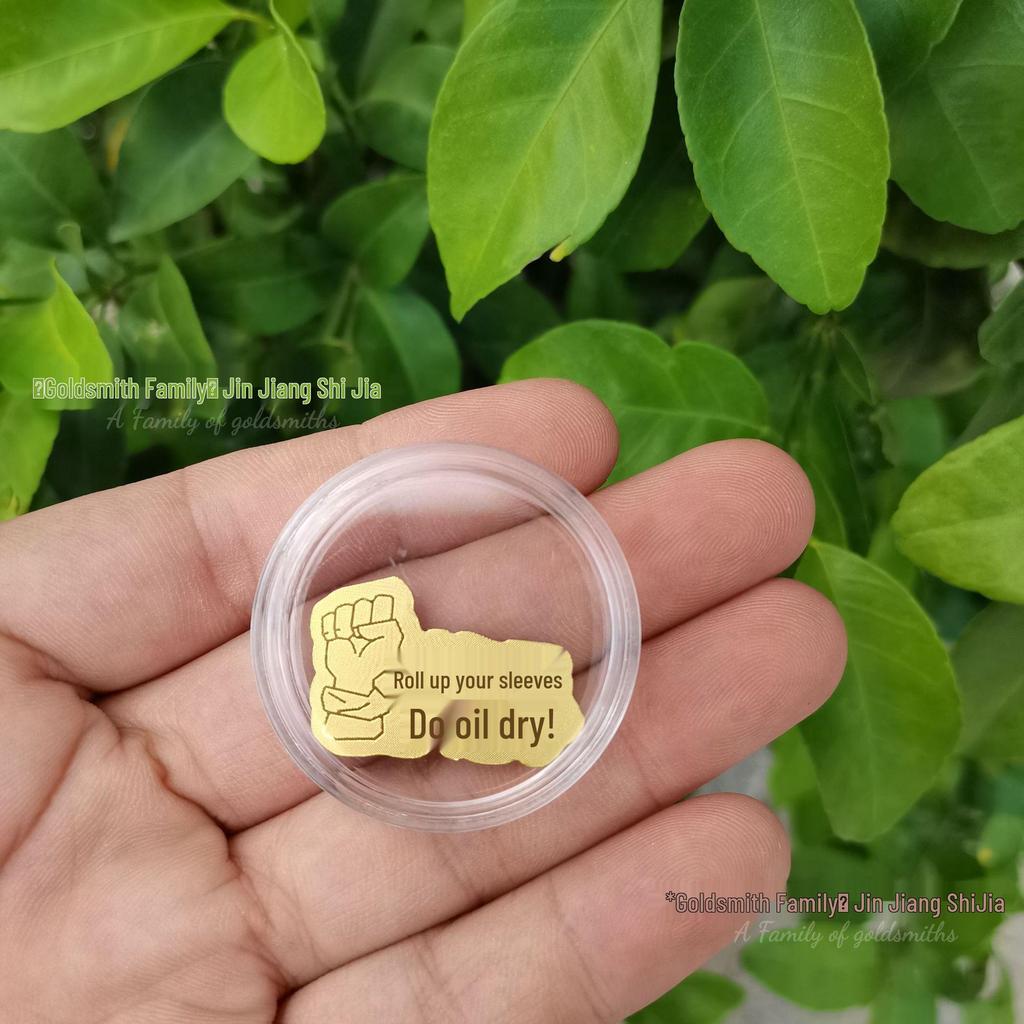 Goldsmith Family Jin Jiang Shi Jia
A Family of goldsmiths
Roll up your sleeves
Do oil dry!
*Goldsmith Family Jin Jiang ShiJia
A Family of goldsmiths